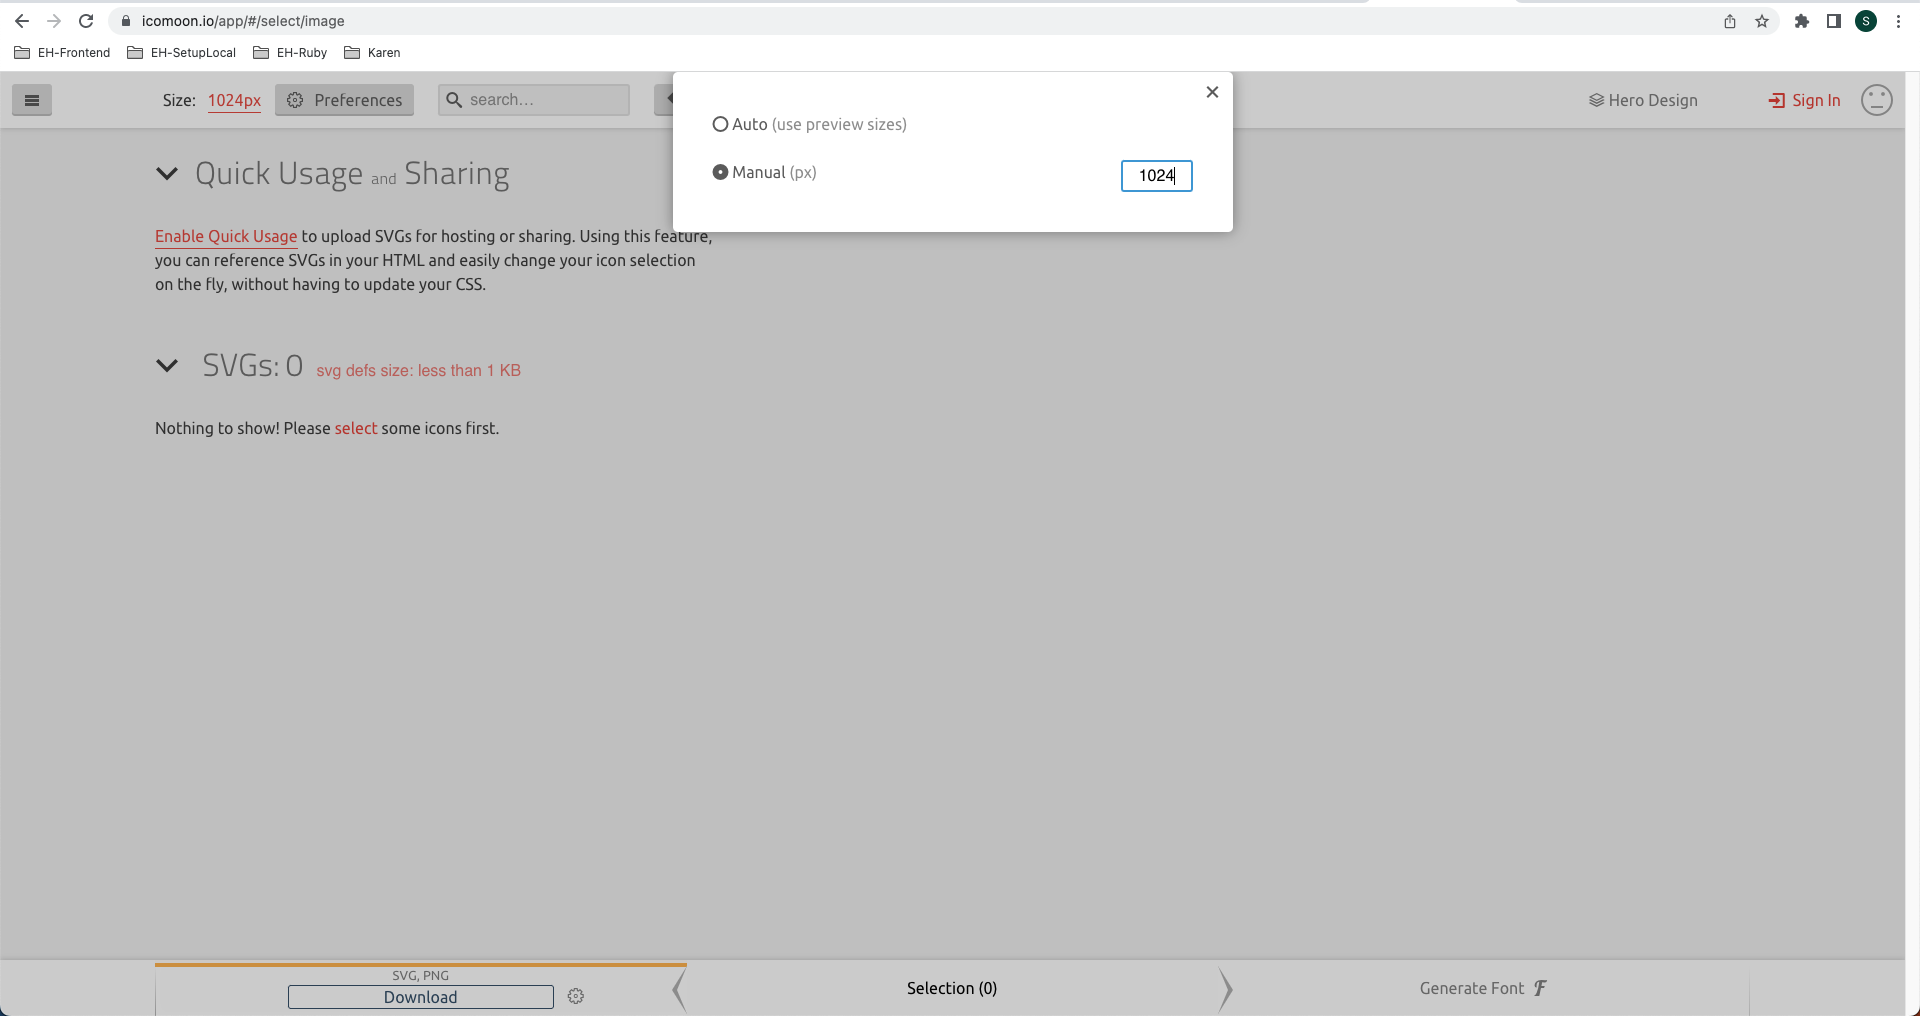 icomoon.io/app/#/select/image
S
EH-Frontend EH-SetupLocal EH-Ruby Karen
Size: 1024px Preferences search... Hero Design Sign In
Auto (use preview sizes)
Manual (px) 1024
Quick Usage and Sharing
Enable Quick Usage to upload SVGs for hosting or sharing. Using this feature,
you can reference SVGs in your HTML and easily change your icon selection
on the fly, without having to update your CSS.
SVGs: 0 svg defs size: less than 1 KB
Nothing to show! Please select some icons first.
SVG, PNG
Download
Selection (0)
Generate Font